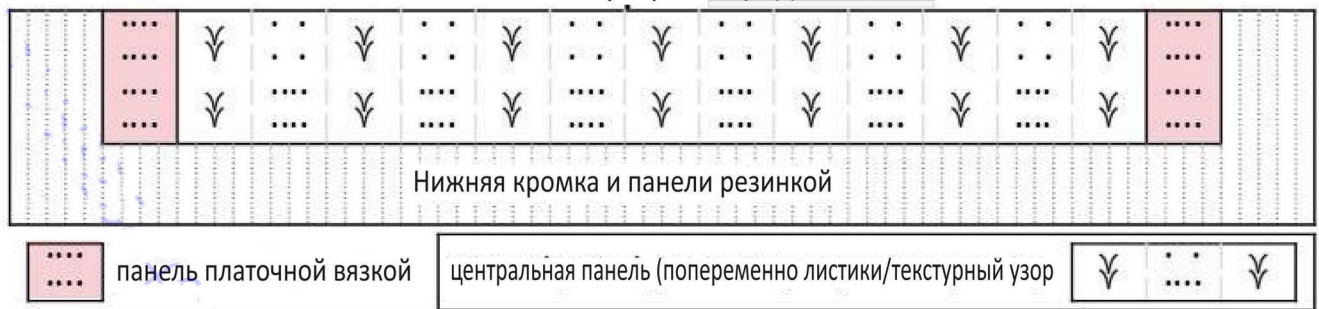 Нижняя кромка и панели резинкой
панель платочной вязкой
центральная панель (попеременно листики/текстурный узор